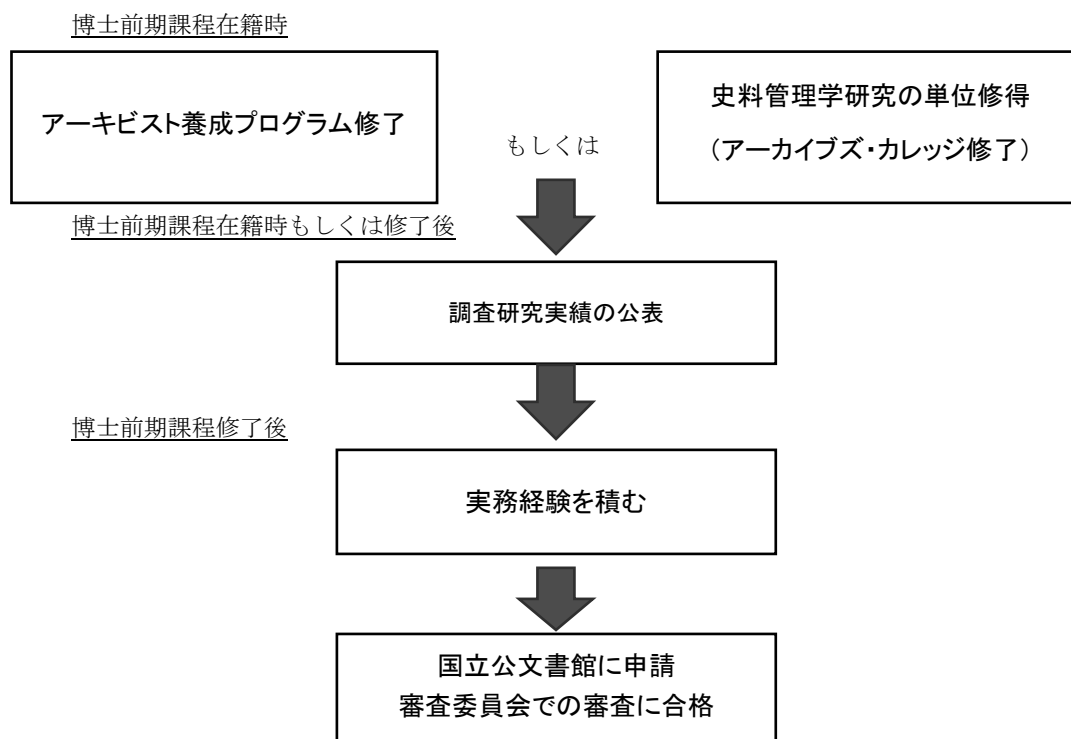 博士前期課程在籍時
アーキビスト養成プログラム修了
もしくは
史料管理学研究の単位修得
（アーカイブズ・カレッジ修了）
博士前期課程在籍時もしくは修了後
調査研究実績の公表
博士前期課程修了後
実務経験を積む
国立公文書館に申請
審査委員会での審査に合格